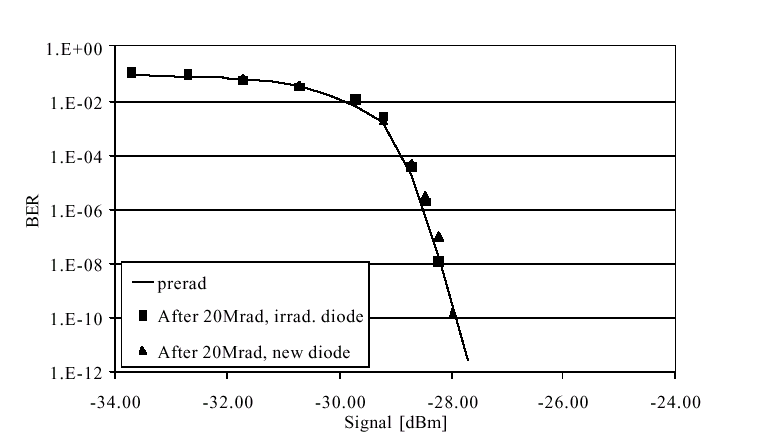 1.E+00
1.E-02
1.E-04
1.E-06
1.E-08
1.E-10
1.E-12
BER
prerad
After 20Mrad, irrad. diode
After 20Mrad, new diode
-34.00 -32.00 -30.00 -28.00 -26.00 -24.00
Signal [dBm]